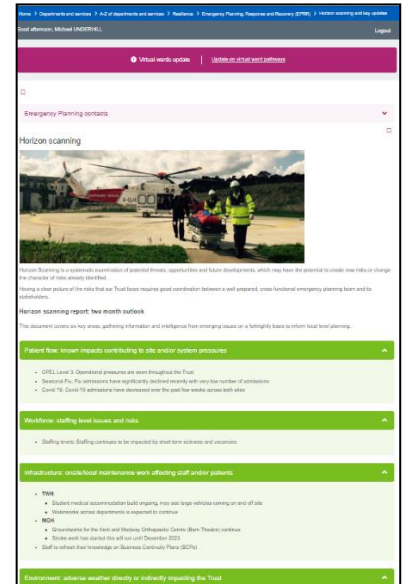 Home > Departments and services > A-Z of departments and services > Resilience > Emergency Planning, Response and Recovery (EPRR) > Horizon scanning and key updates
Good afternoon, Michael UNDERHILL
Logout
Virtual wards update | Update on virtual ward pathways
Emergency Planning contacts
Horizon scanning
Horizon Scanning is a systematic examination of potential threats, opportunities and future developments, which may have the potential to create new risks or change
the character of risks already identified.
Having a clear picture of the risks that our Trust faces requires good coordination between a well prepared, cross-functional emergency planning team and its
stakeholders.
Horizon scanning report: two month outlook
This document covers six key areas, gathering information and intelligence from emerging issues on a fortnightly basis to inform local level planning.
Patient flow: known impacts contributing to site and/or system pressures
OPEL Level 3: Operational pressures are seen throughout the Trust
Seasonal Flu: Flu admissions have significantly declined recently with very low number of admissions
Covid 19: Covid-19 admissions have decreased over the past few weeks across both sites
Workforce: staffing level issues and risks
Staffing levels: Staffing continues to be impacted by short term sickness and vacancies
Infrastructure: onsite/local maintenance work affecting staff and/or patients
TWH
Student medical accommodation build ongoing, may see large vehicles coming on and off site
Waterworks across departments is expected to continue
MGH
Groundworks for the Kent and Medway Orthopaedic Centre (Barn Theatre) continue
Smoke work has started this will run until December 2023
Staff to refresh their knowledge on Business Continuity Plans (BCPs)
Environment: adverse weather directly or indirectly impacting the Trust